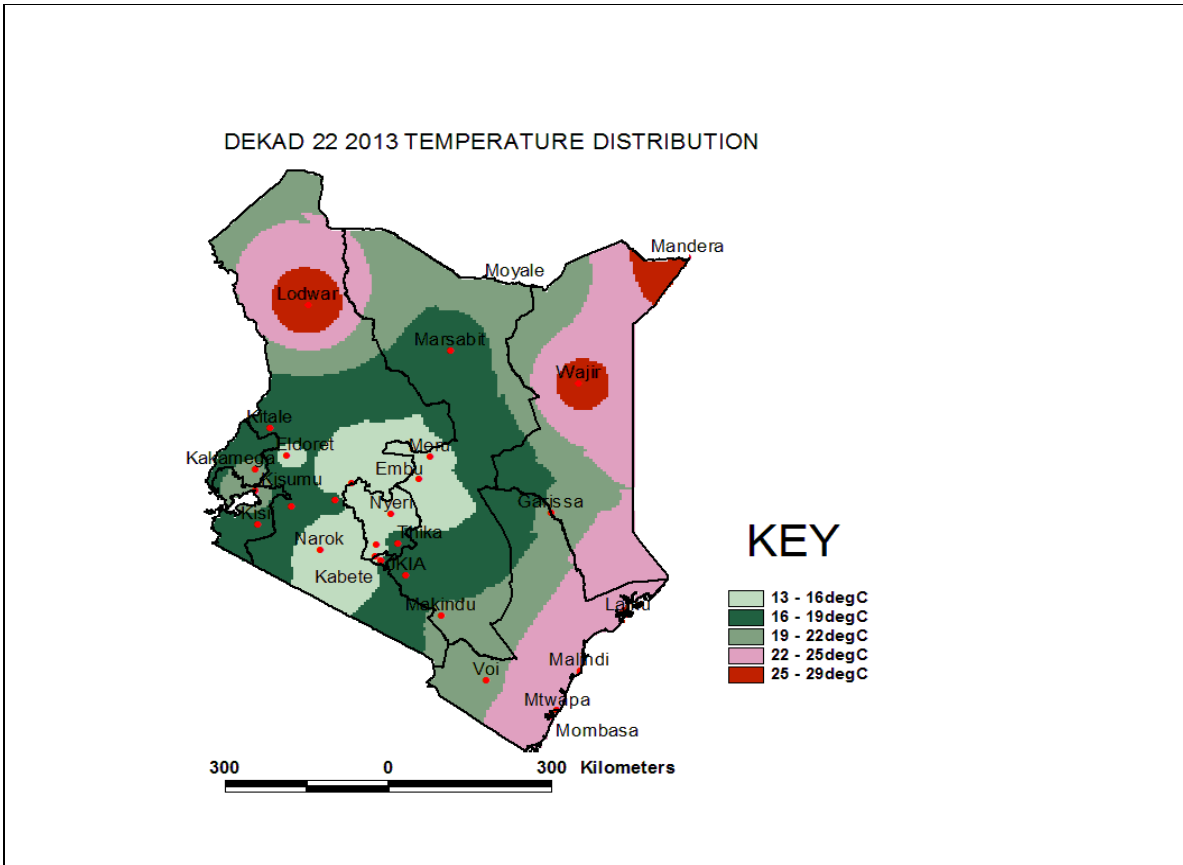 DEKAD 22 2013 TEMPERATURE DISTRIBUTION
Mandera
Moyale
Lodwar
Marsabit
Wajir
Kitale
Eldoret
Meru
Kakamega
Embu
Kisumu
Nyeri
Garissa
Kisii
Thika
Narok
JKIA
Kabete
Makindu
Lamu
Voi
Malindi
Mtwapa
Mombasa
KEY
13 - 16degC
16 - 19degC
19 - 22degC
22 - 25degC
25 - 29degC
300 0 300 Kilometers